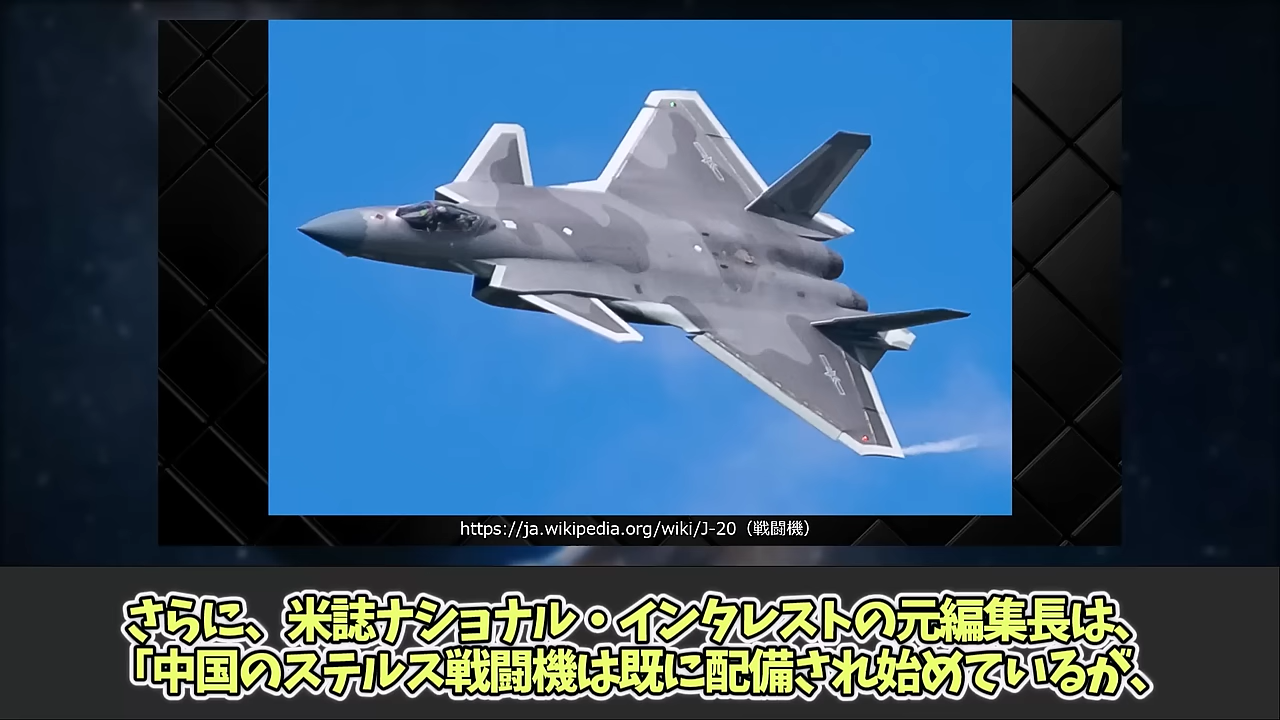 https://ja.wikipedia.org/wiki/J-20（戦闘機）
さらに、米誌ナショナル・インタレストの元編集長は、
「中国のステルス戦闘機は既に配備され始めているが、